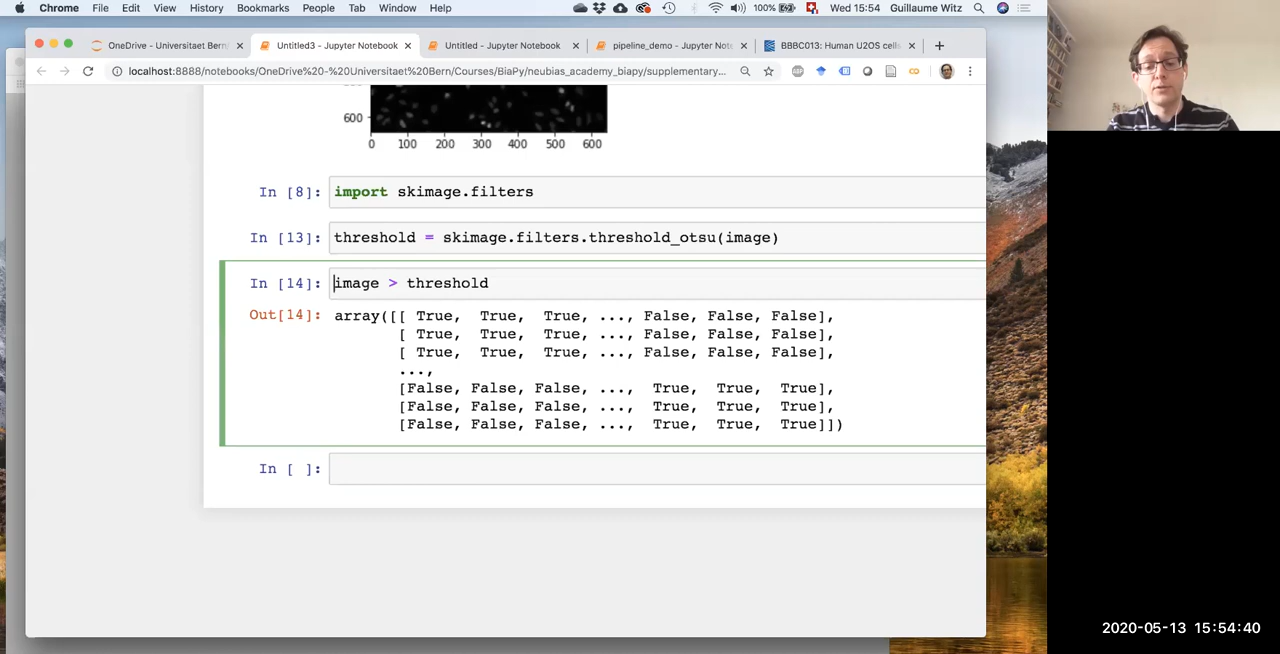 Chrome File Edit View History Bookmarks People Tab Window Help 100% Wed 15:54 Guillaume Witz
OneDrive - Universitaet Bern/ Untitled3 - Jupyter Notebook Untitled - Jupyter Notebook pipeline_demo - Jupyter Note BBBC013: Human U2OS cells
localhost:8888/notebooks/OneDrive%20-%20Universitaet%20Bern/Courses/BiaPy/neubias_academy_biapy/supplementary...
600
0 100 200 300 400 500 600
In [8]: import skimage.filters
In [13]: threshold = skimage.filters.threshold_otsu(image)
In [14]: image > threshold
Out[14]: array([[ True, True, True, ..., False, False, False],
[ True, True, True, ..., False, False, False],
[ True, True, True, ..., False, False, False],
...,
[False, False, False, ..., True, True, True],
[False, False, False, ..., True, True, True],
[False, False, False, ..., True, True, True]])
In [ ]:
2020-05-13 15:54:40